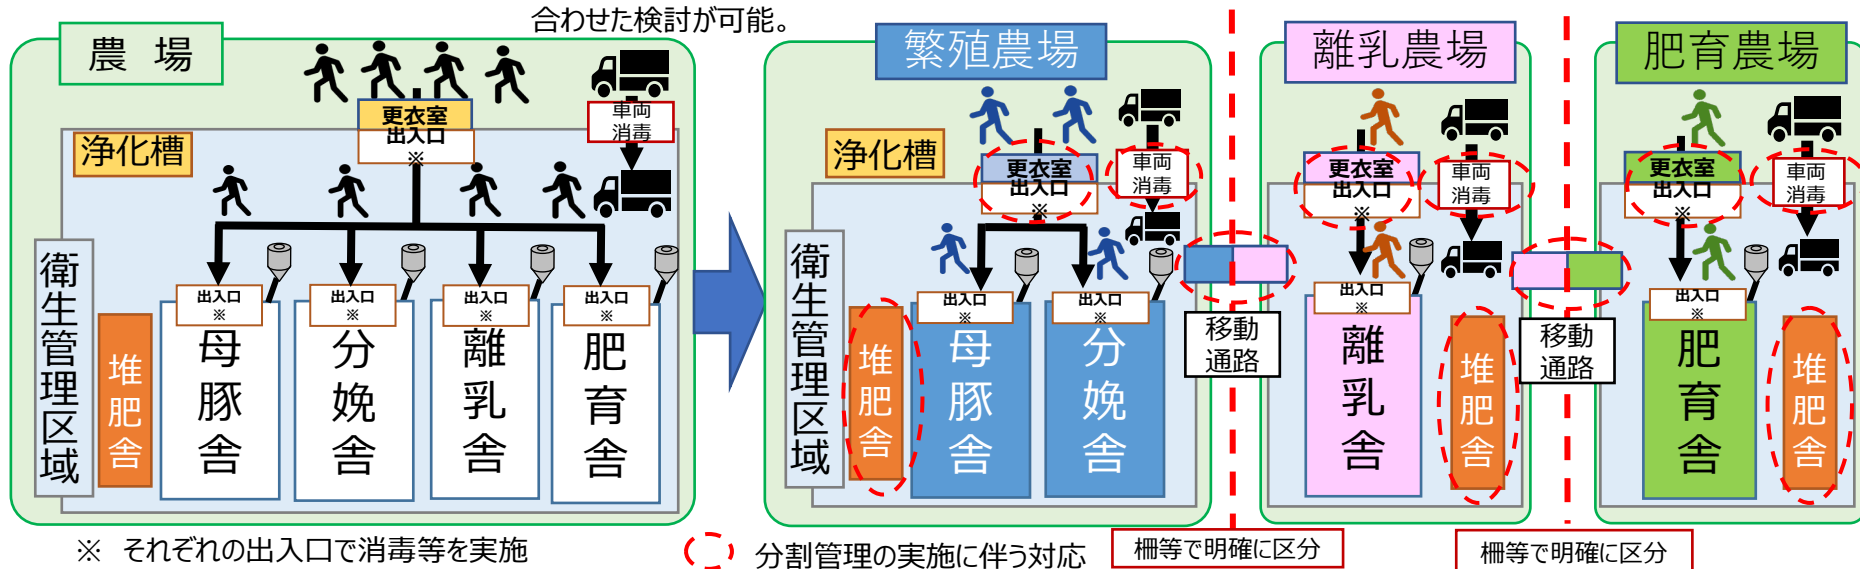 合わせた検討が可能。
農 場
更衣室
出入口
※
車両
消毒
浄化槽
衛生管理区域
堆肥舎
出入口
※
母豚舎
出入口
※
分娩舎
出入口
※
離乳舎
出入口
※
肥育舎
※ それぞれの出入口で消毒等を実施
繁殖農場
浄化槽
更衣室
出入口
※
車両
消毒
衛生管理区域
堆肥舎
出入口
※
母豚舎
出入口
※
分娩舎
移動
通路
離乳農場
更衣室
出入口
※
車両
消毒
出入口
※
離乳舎
堆肥舎
移動
通路
肥育農場
更衣室
出入口
※
車両
消毒
出入口
※
肥育舎
堆肥舎
分割管理の実施に伴う対応
柵等で明確に区分
柵等で明確に区分